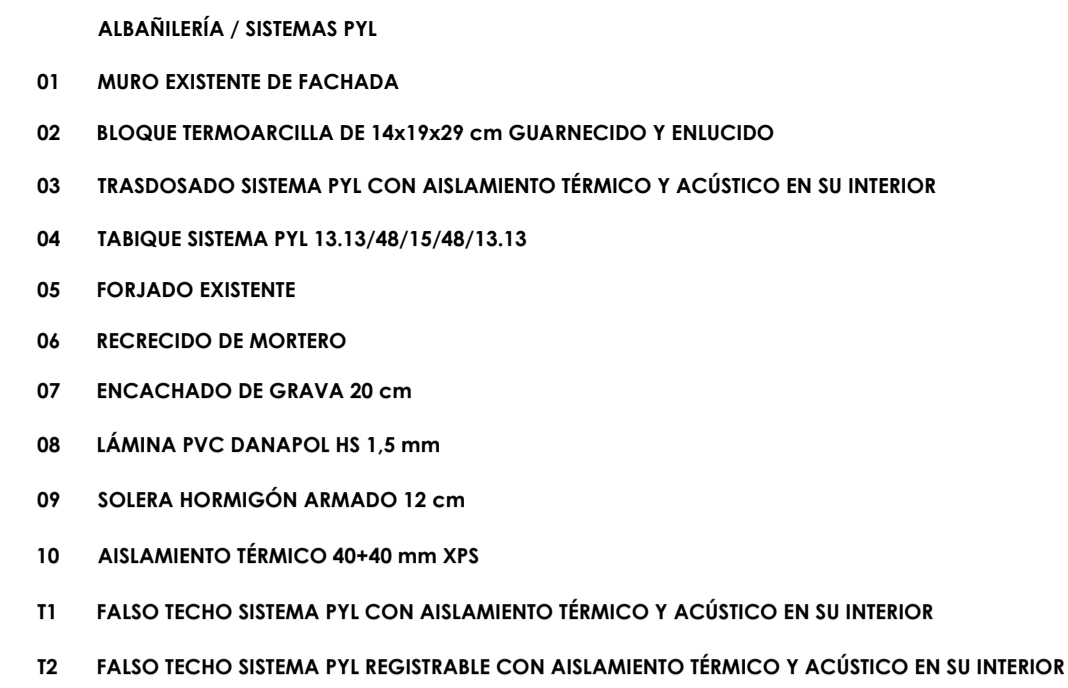 ALBAÑILERÍA / SISTEMAS PYL
01 MURO EXISTENTE DE FACHADA
02 BLOQUE TERMOARCILLA DE 14x19x29 cm GUARNECIDO Y ENLUCIDO
03 TRASDOSADO SISTEMA PYL CON AISLAMIENTO TÉRMICO Y ACÚSTICO EN SU INTERIOR
04 TABIQUE SISTEMA PYL 13.13/48/15/48/13.13
05 FORJADO EXISTENTE
06 RECRECIDO DE MORTERO
07 ENCACHADO DE GRAVA 20 cm
08 LÁMINA PVC DANAPOL HS 1,5 mm
09 SOLERA HORMIGÓN ARMADO 12 cm
10 AISLAMIENTO TÉRMICO 40+40 mm XPS
T1 FALSO TECHO SISTEMA PYL CON AISLAMIENTO TÉRMICO Y ACÚSTICO EN SU INTERIOR
T2 FALSO TECHO SISTEMA PYL REGISTRABLE CON AISLAMIENTO TÉRMICO Y ACÚSTICO EN SU INTERIOR